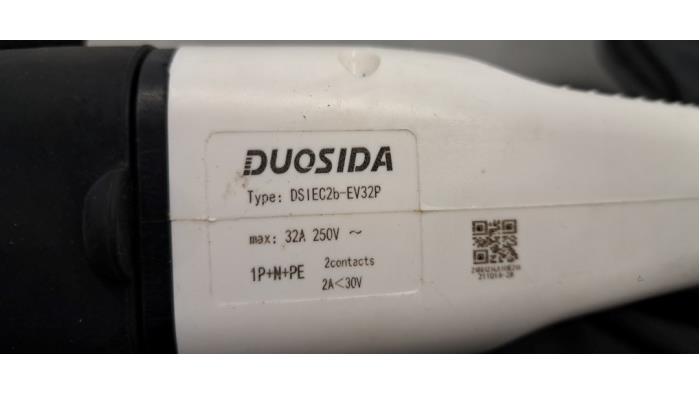 DUOSIDA
Type: DSIEC2b-EV32P
max: 32A 250V ～
1P+N+PE
2contacts
2A<30V